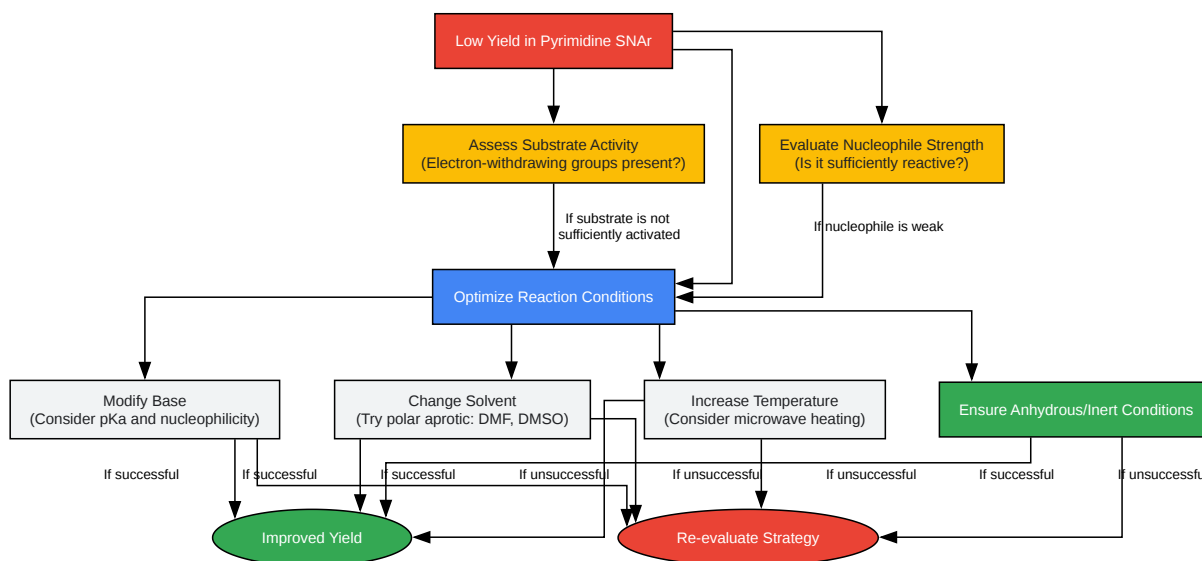 Low Yield in Pyrimidine SNAr
Assess Substrate Activity
(Electron-withdrawing groups present?)
Evaluate Nucleophile Strength
(Is it sufficiently reactive?)
If substrate is not
sufficiently activated
If nucleophile is weak
Optimize Reaction Conditions
Modify Base
(Consider pKa and nucleophilicity)
Change Solvent
(Try polar aprotic: DMF, DMSO)
Increase Temperature
(Consider microwave heating)
Ensure Anhydrous/Inert Conditions
If successful
If successful
If successful
If unsuccessful
If unsuccessful
If unsuccessful
If successful
If unsuccessful
Improved Yield
Re-evaluate Strategy